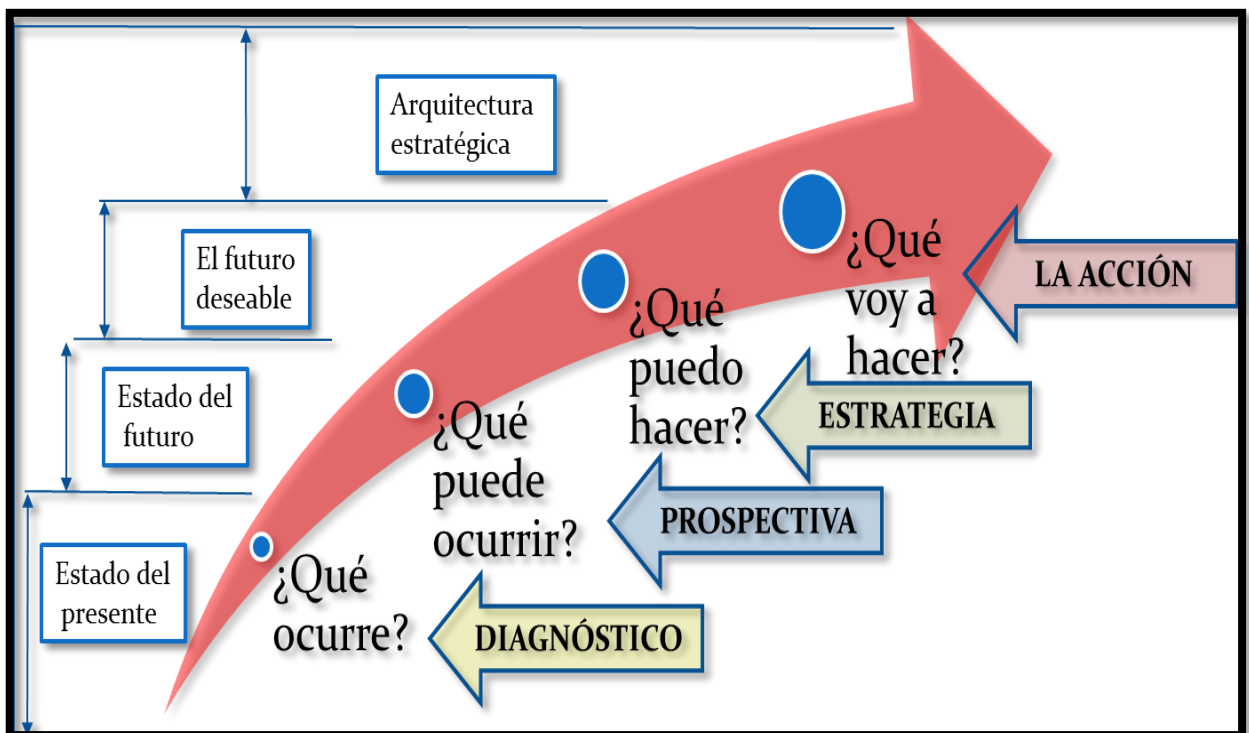 Arquitectura
estratégica
El futuro
deseable
Estado del
futuro
Estado del
presente
¿Qué
ocurre?
DIAGNÓSTICO
¿Qué
puede
ocurrir?
PROSPECTIVA
¿Qué
puedo
hacer?
ESTRATEGIA
¿Qué
voy a
hacer?
LA ACCIÓN